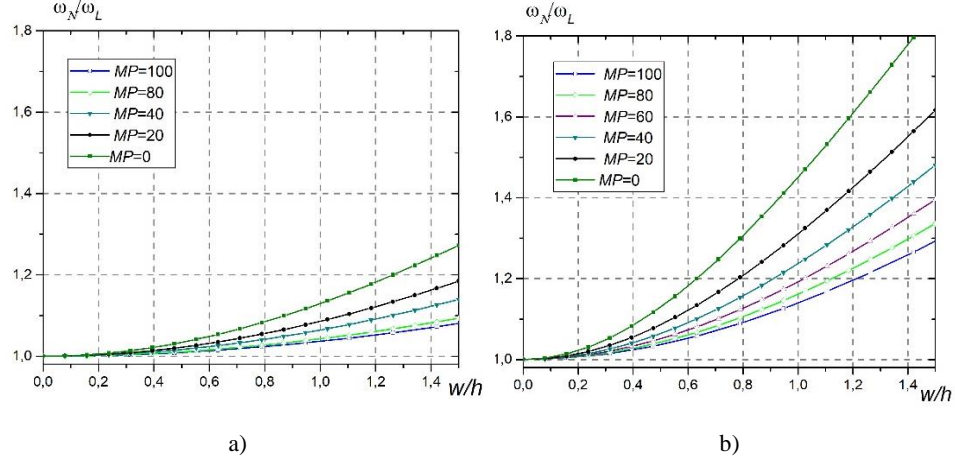 ω_N/ω_L
1,8
1,6
1,4
1,2
1,0
MP=100
MP=80
MP=40
MP=20
MP=0
0,0 0,2 0,4 0,6 0,8 1,0 1,2 1,4 w/h
a)
ω_N/ω_L
1,8
1,6
1,4
1,2
1,0
MP=100
MP=80
MP=60
MP=40
MP=20
MP=0
0,0 0,2 0,4 0,6 0,8 1,0 1,2 1,4 w/h
b)